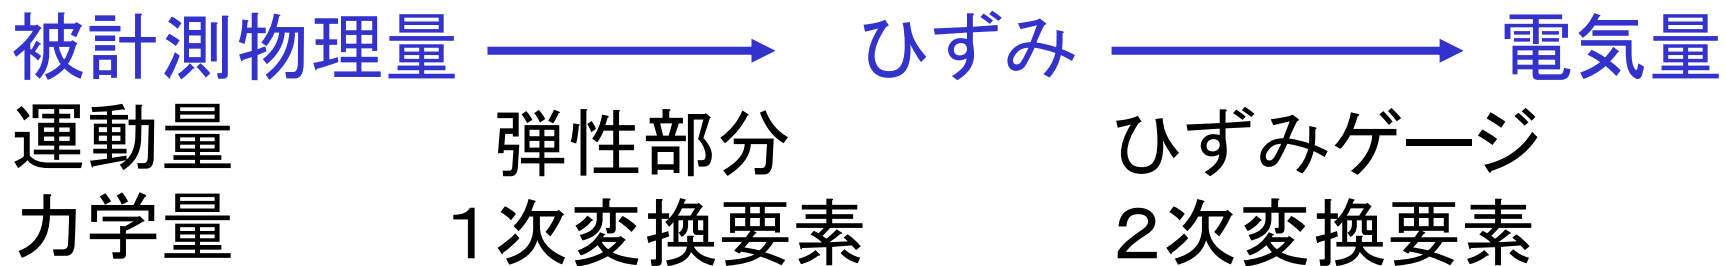 被計測物理量 → ひずみ → 電気量
運動量 弾性部分 ひずみゲージ
力学量 1次変換要素 2次変換要素